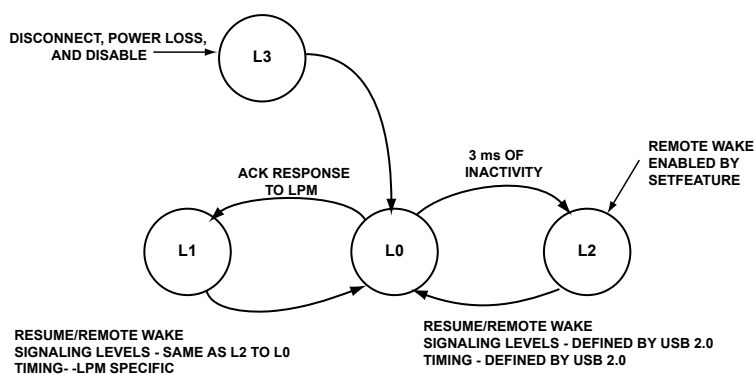 DISCONNECT, POWER LOSS,
AND DISABLE
L3
ACK RESPONSE
TO LPM
3 ms OF
INACTIVITY
REMOTE WAKE
ENABLED BY
SETFEATURE
L1
L0
L2
RESUME/REMOTE WAKE
SIGNALING LEVELS - SAME AS L2 TO L0
TIMING- -LPM SPECIFIC
RESUME/REMOTE WAKE
SIGNALING LEVELS - DEFINED BY USB 2.0
TIMING - DEFINED BY USB 2.0